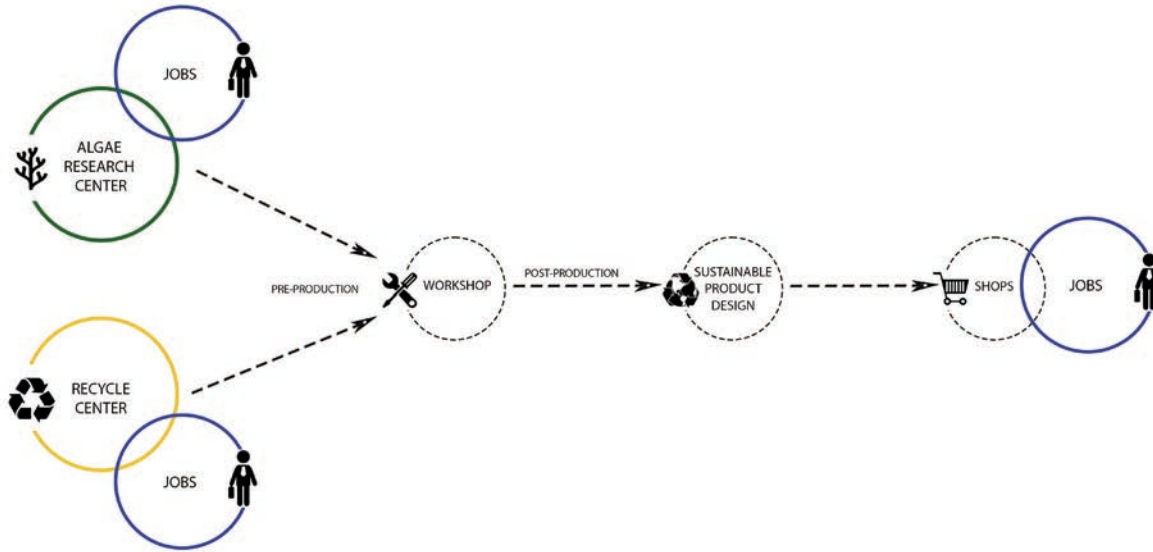 JOBS
ALGAE
RESEARCH
CENTER
PRE-PRODUCTION
WORKSHOP
POST-PRODUCTION
SUSTAINABLE
PRODUCT
DESIGN
SHOPS
JOBS
RECYCLE
CENTER
JOBS